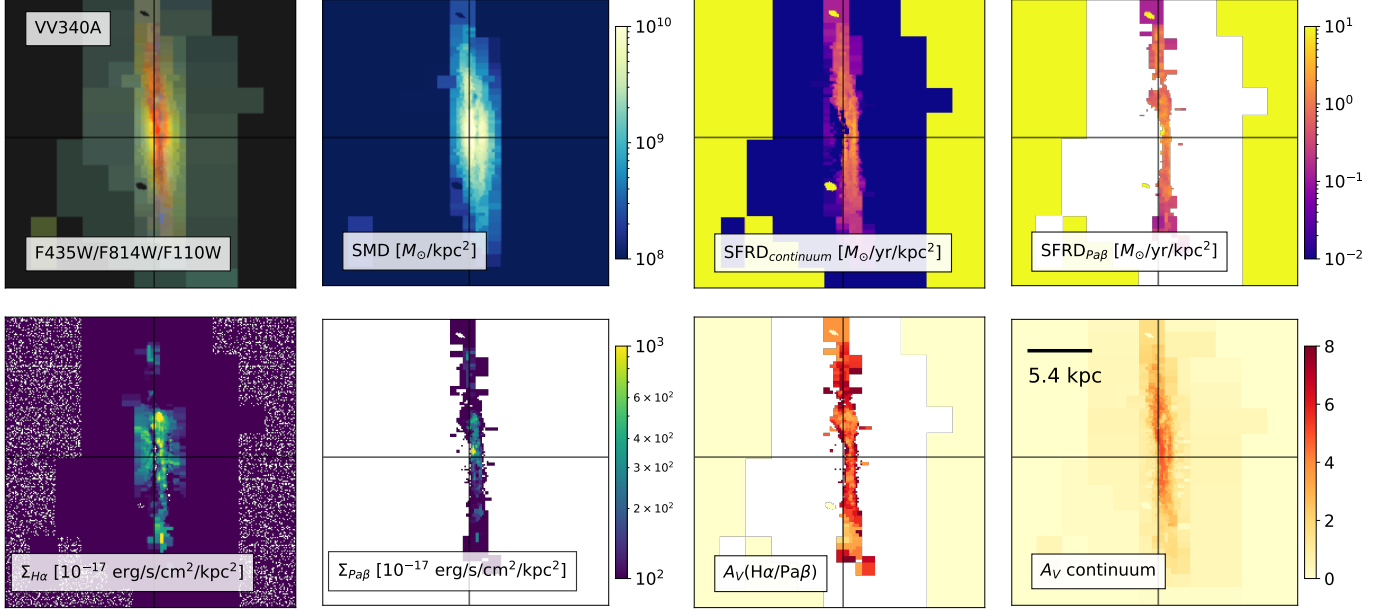 VV340A
F435W/F814W/F110W
SMD [M⊙/kpc²]
10¹⁰
10⁹
10⁸
SFRD_continuum [M⊙/yr/kpc²]
SFRD_Paβ [M⊙/yr/kpc²]
10¹
10⁰
10⁻¹
10⁻²
Σ_Hα [10⁻¹⁷ erg/s/cm²/kpc²]
Σ_Paβ [10⁻¹⁷ erg/s/cm²/kpc²]
10³
6 × 10²
4 × 10²
3 × 10²
2 × 10²
10²
A_V(Hα/Paβ)
5.4 kpc
A_V continuum
8
6
4
2
0